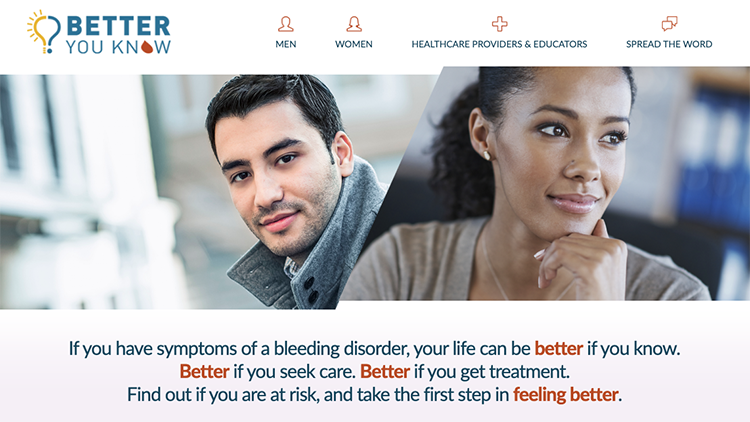 BETTER
YOU KNOW
MEN
WOMEN
HEALTHCARE PROVIDERS & EDUCATORS
SPREAD THE WORD
If you have symptoms of a bleeding disorder, your life can be better if you know.
Better if you seek care. Better if you get treatment.
Find out if you are at risk, and take the first step in feeling better.